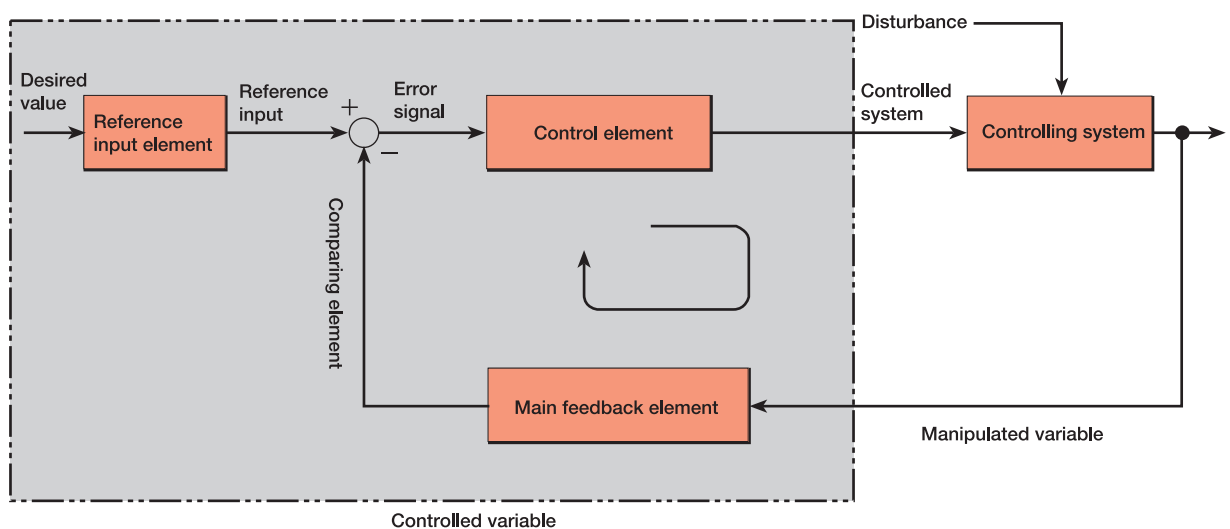 Disturbance
Desired
value
Reference
input
Error
signal
Controlled
system
+
−
Reference
input element
Control element
Controlling system
Comparing element
Main feedback element
Manipulated variable
Controlled variable